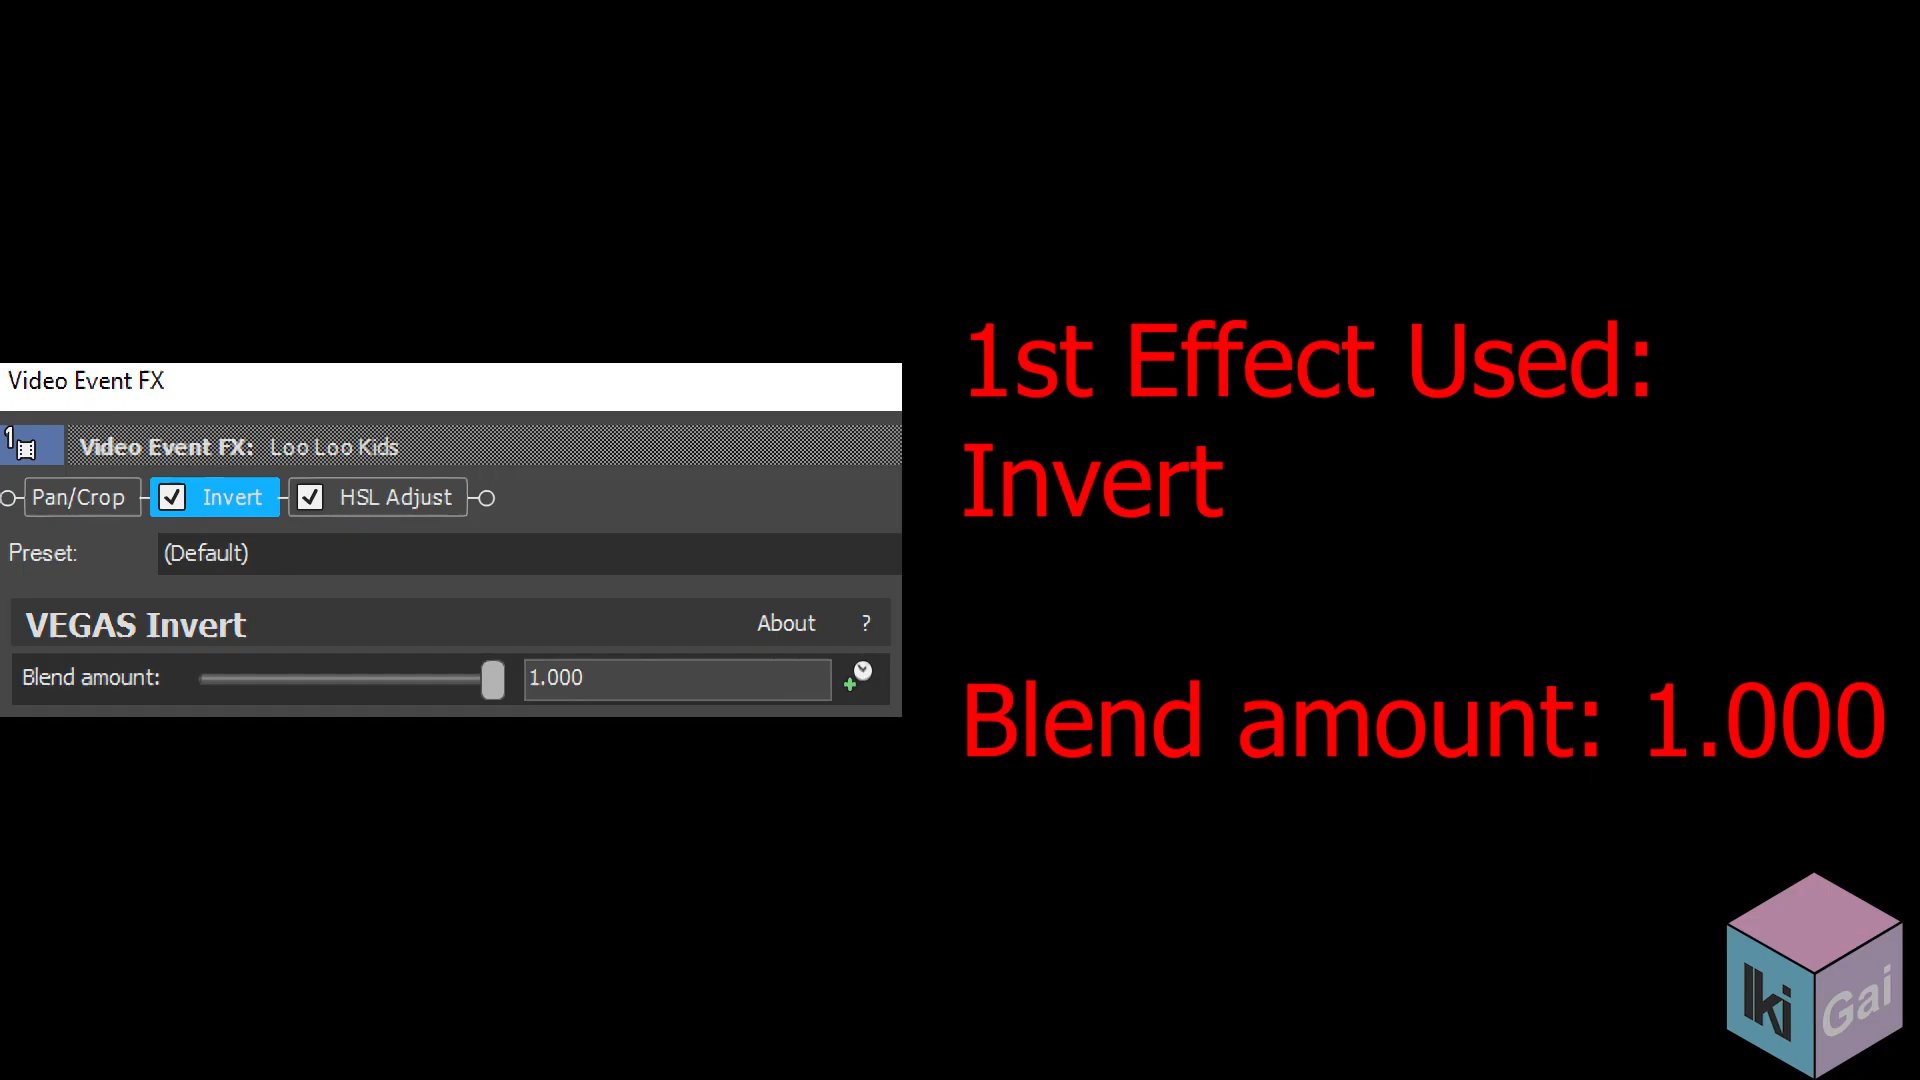 Video Event FX
1
Video Event FX: Loo Loo Kids
Pan/Crop Invert HSL Adjust
Preset: (Default)
VEGAS Invert About ?
Blend amount: 1.000
1st Effect Used:
Invert
Blend amount: 1.000
Iki Gai